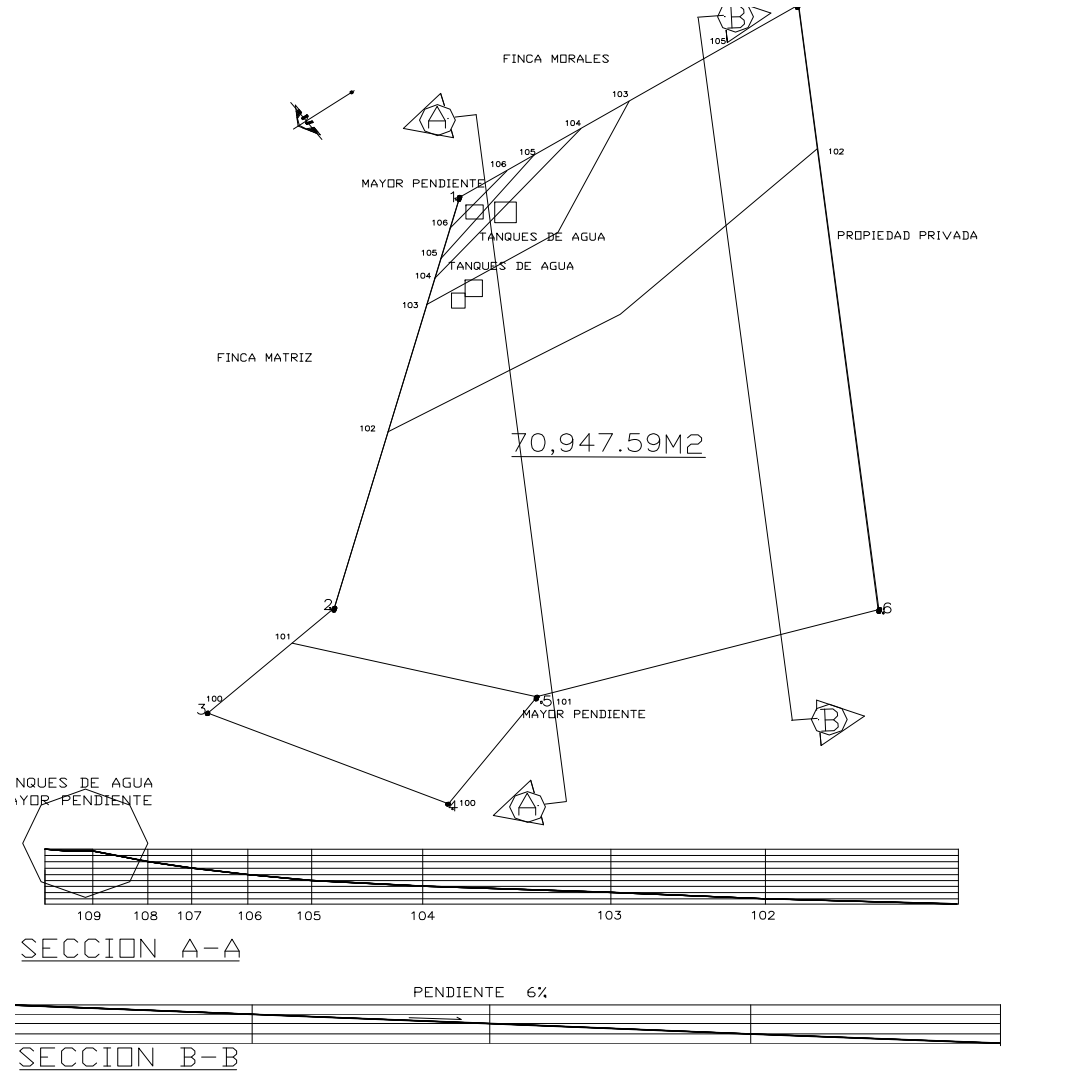 B
105
FINCA MORALES
103
A
104
105
102
106
MAYOR PENDIENTE
1
106
TANQUES DE AGUA
PROPIEDAD PRIVADA
105
TANQUES DE AGUA
104
103
FINCA MATRIZ
102
70,947.59M2
2
6
101
100
3
5
101
MAYOR PENDIENTE
B
4
100
A
NQUES DE AGUA
YOR PENDIENTE
109 108 107 106 105 104 103 102
SECCION A-A
PENDIENTE 6%
SECCION B-B